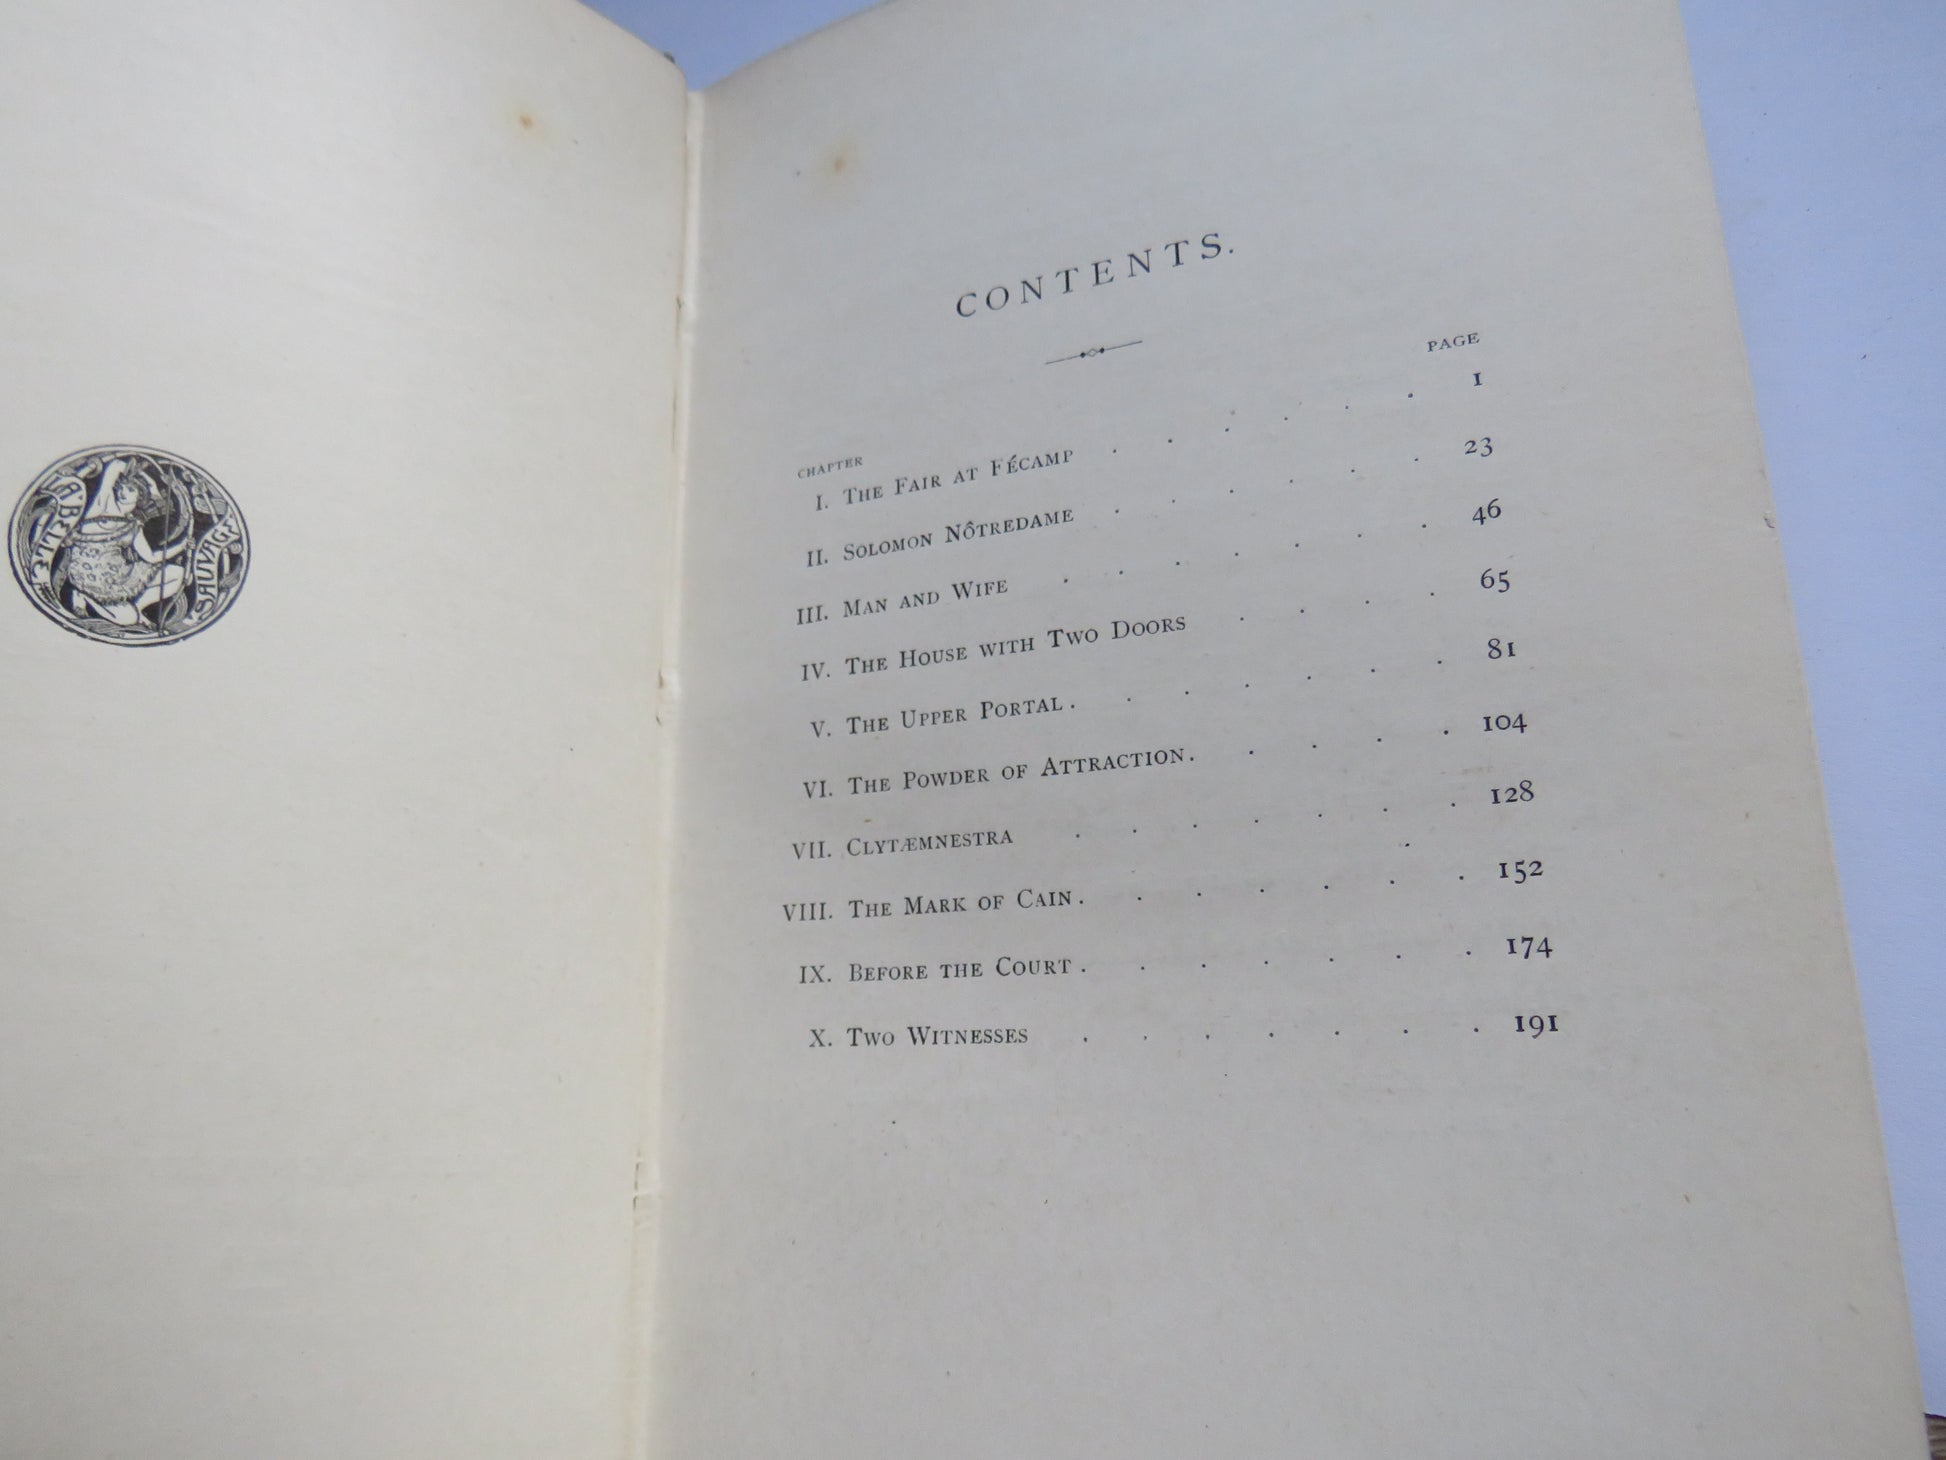 LA BELLE SAUVAGE
CONTENTS.
PAGE
CHAPTER
I. THE FAIR AT FÉCAMP . . . . . . 1
II. SOLOMON NÔTREDAME . . . . . . 23
III. MAN AND WIFE . . . . . . . 46
IV. THE HOUSE WITH TWO DOORS . . . . 65
V. THE UPPER PORTAL . . . . . . . 81
VI. THE POWDER OF ATTRACTION . . . . . 104
VII. CLYTÆMNESTRA . . . . . . . 128
VIII. THE MARK OF CAIN . . . . . . . 152
IX. BEFORE THE COURT . . . . . . . 174
X. TWO WITNESSES . . . . . . . 191